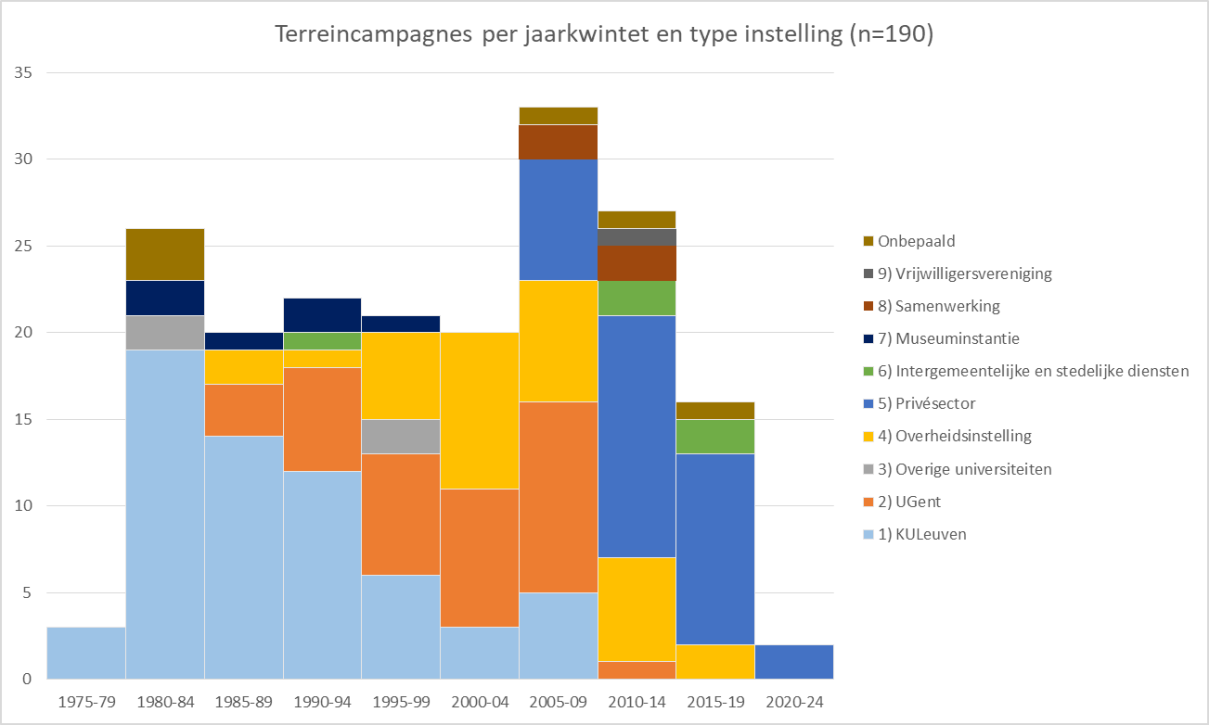 Terreincampagnes per jaarkwintet en type instelling (n=190)
35
30
25
20
15
10
5
0
1975-79 1980-84 1985-89 1990-94 1995-99 2000-04 2005-09 2010-14 2015-19 2020-24
Onbepaald
9) Vrijwilligersvereniging
8) Samenwerking
7) Museuminstantie
6) Intergemeentelijke en stedelijke diensten
5) Privésector
4) Overheidsinstelling
3) Overige universiteiten
2) UGent
1) KULeuven